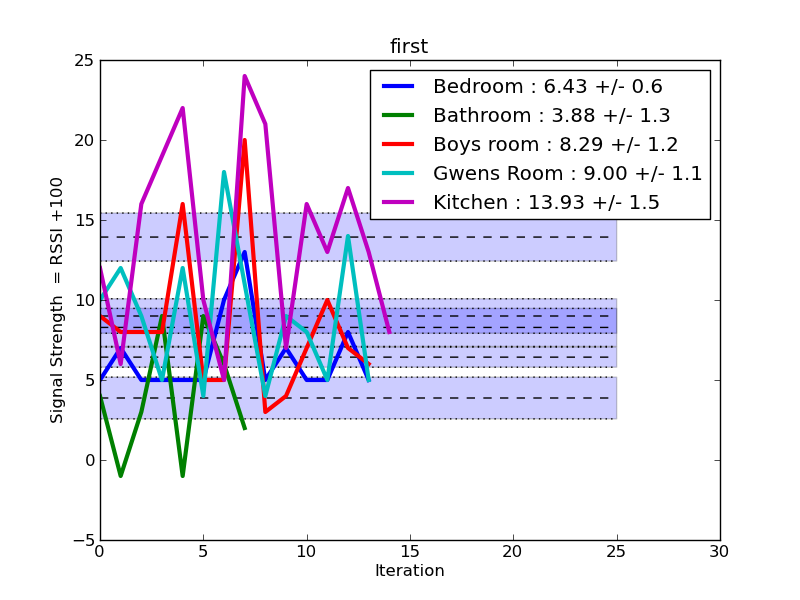 first
25
20
15
10
5
0
−5
Signal Strength  = RSSI +100
Bedroom : 6.43 +/- 0.6
Bathroom : 3.88 +/- 1.3
Boys room : 8.29 +/- 1.2
Gwens Room : 9.00 +/- 1.1
Kitchen : 13.93 +/- 1.5
0 5 10 15 20 25 30
Iteration